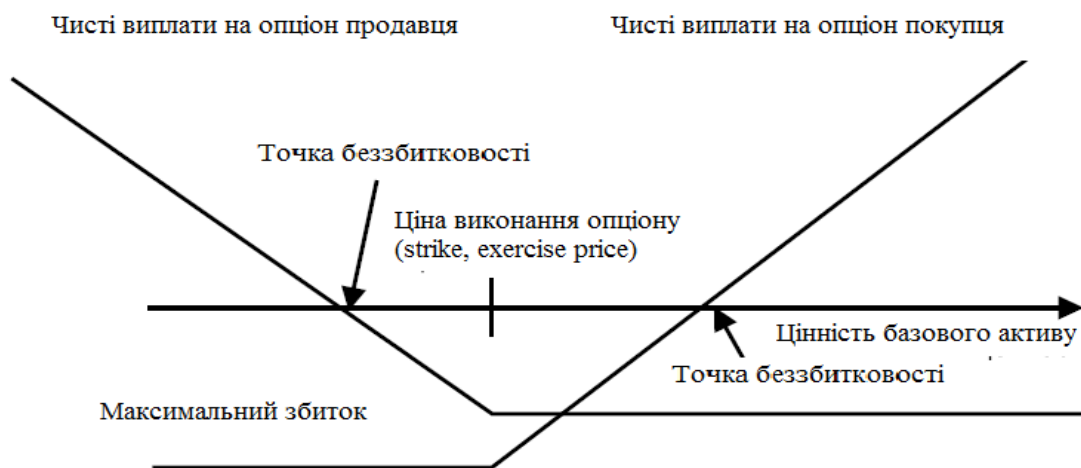 Чисті виплати на опціон продавця
Чисті виплати на опціон покупця
Точка беззбитковості
Ціна виконання опціону
(strike, exercise price)
Цінність базового активу
Точка беззбитковості
Максимальний збиток